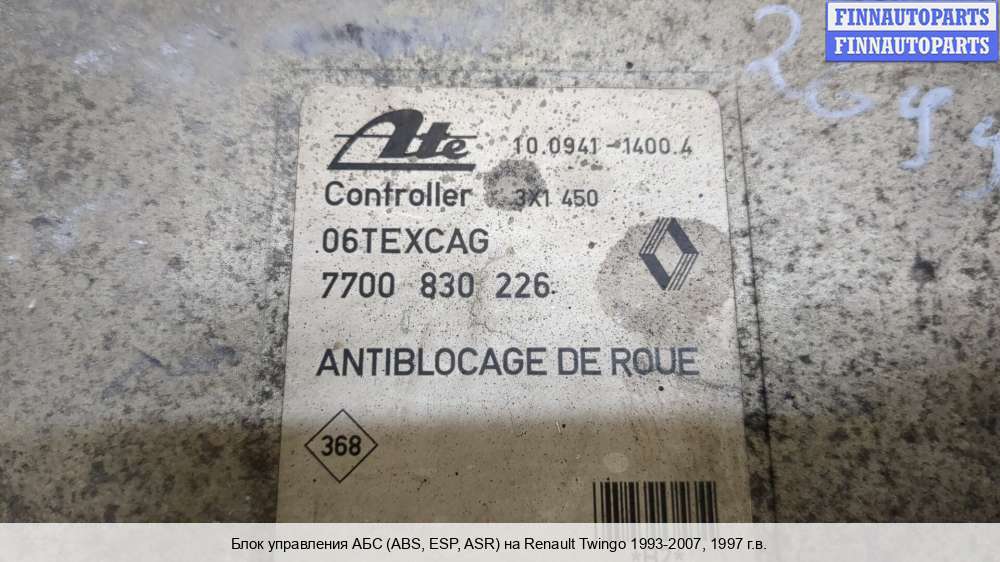 FINNAUTOPARTS
FINNAUTOPARTS
Ate
10.0941-1400.4
Controller 3X1 450
06TEXCAG
7700 830 226
ANTIBLOCAGE DE ROUE
368
Блок управления АБС (ABS, ESP, ASR) на Renault Twingo 1993-2007, 1997 г.в.